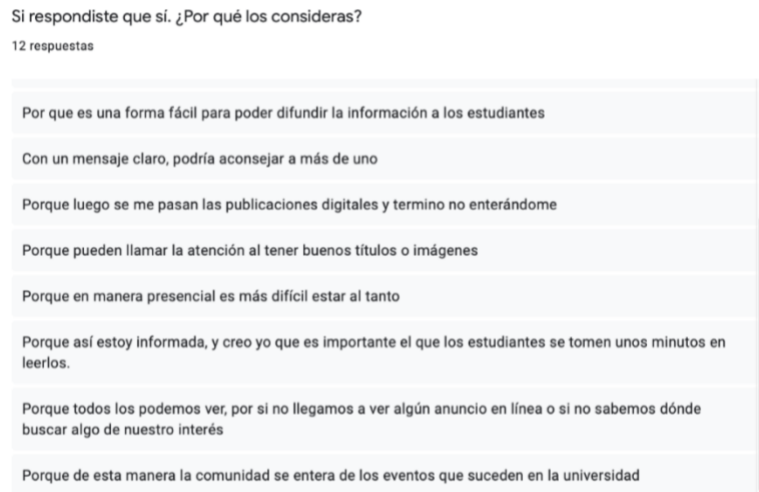 Si respondiste que sí. ¿Por qué los consideras?
12 respuestas
Por que es una forma fácil para poder difundir la información a los estudiantes
Con un mensaje claro, podría aconsejar a más de uno
Porque luego se me pasan las publicaciones digitales y termino no enterándome
Porque pueden llamar la atención al tener buenos títulos o imágenes
Porque en manera presencial es más difícil estar al tanto
Porque así estoy informada, y creo yo que es importante el que los estudiantes se tomen unos minutos en
leerlos.
Porque todos los podemos ver, por si no llegamos a ver algún anuncio en línea o si no sabemos dónde
buscar algo de nuestro interés
Porque de esta manera la comunidad se entera de los eventos que suceden en la universidad